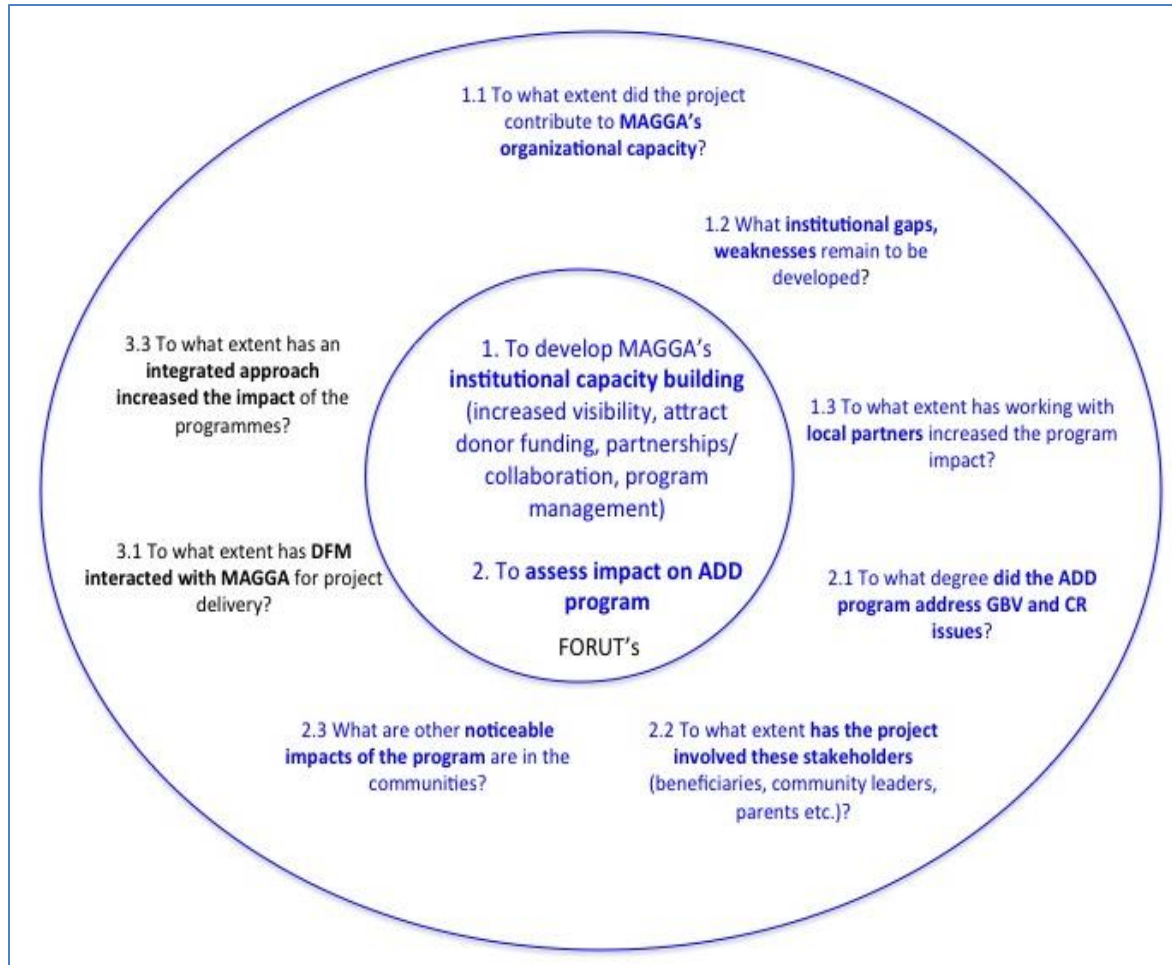 1.1 To what extent did the project
contribute to MAGGA's
organizational capacity?
1.2 What institutional gaps,
weaknesses remain to be
developed?
1. To develop MAGGA's
institutional capacity building
(increased visibility, attract
donor funding, partnerships/
collaboration, program
management)
2. To assess impact on ADD
program
FORUT's
3.3 To what extent has an
integrated approach
increased the impact of the
programmes?
1.3 To what extent has working with
local partners increased the program
impact?
3.1 To what extent has DFM
interacted with MAGGA for project
delivery?
2.1 To what degree did the ADD
program address GBV and CR
issues?
2.3 What are other noticeable
impacts of the program are in the
communities?
2.2 To what extent has the project
involved these stakeholders
(beneficiaries, community leaders,
parents etc.)?